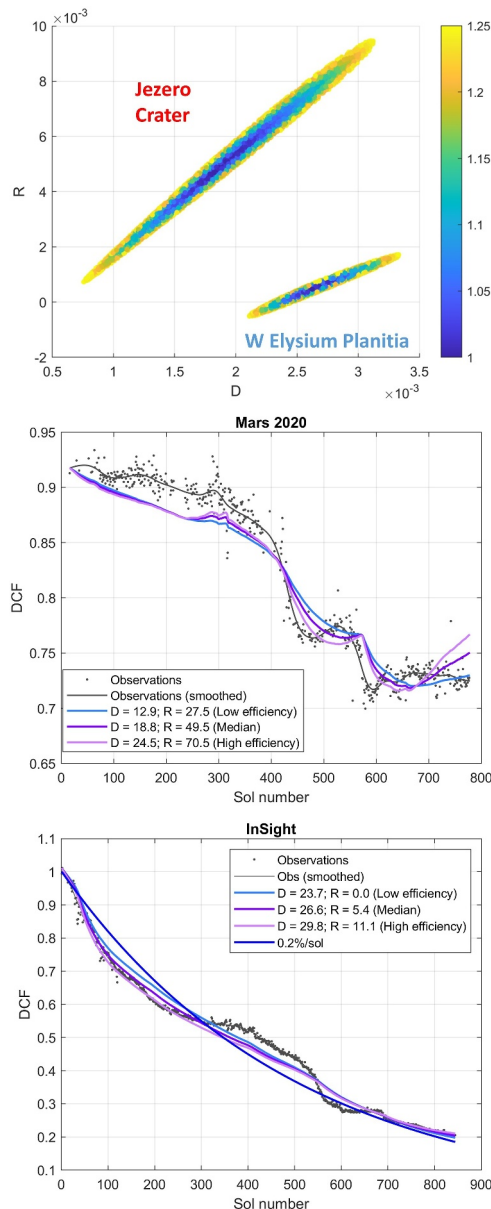 ×10⁻³
10
8
6
4
2
0
-2
R
Jezero
Crater
W Elysium Planitia
1.25
1.2
1.15
1.1
1.05
1
0.5 1 1.5 2 2.5 3 3.5
D
×10⁻³
Mars 2020
0.95
0.9
0.85
0.8
0.75
0.7
0.65
DCF
Observations
Observations (smoothed)
D = 12.9; R = 27.5 (Low efficiency)
D = 18.8; R = 49.5 (Median)
D = 24.5; R = 70.5 (High efficiency)
0 100 200 300 400 500 600 700 800
Sol number
InSight
1.1
1
0.9
0.8
0.7
0.6
0.5
0.4
0.3
0.2
0.1
DCF
Observations
Obs (smoothed)
D = 23.7; R = 0.0 (Low efficiency)
D = 26.6; R = 5.4 (Median)
D = 29.8; R = 11.1 (High efficiency)
0.2%/sol
0 100 200 300 400 500 600 700 800 900
Sol number